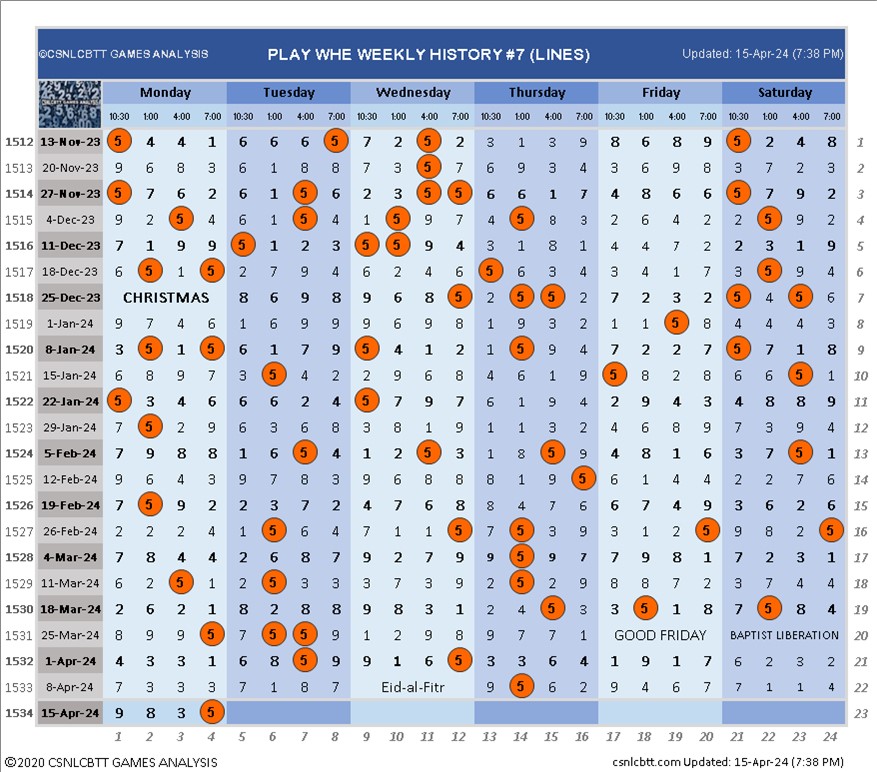 ©CSNLCBTT GAMES ANALYSIS PLAY WHE WEEKLY HISTORY #7 (LINES) Updated: 15-Apr-24 (7:38 PM)
Monday Tuesday Wednesday Thursday Friday Saturday
10:30 1:00 4:00 7:00 10:30 1:00 4:00 7:00 10:30 1:00 4:00 7:00 10:30 1:00 4:00 7:00 10:30 1:00 4:00 7:00 10:30 1:00 4:00 7:00
1512 13-Nov-23 5 4 4 1 6 6 6 5 7 2 5 2 3 1 3 9 8 6 8 9 5 2 4 8 1
1513 20-Nov-23 9 6 8 3 6 1 8 8 7 3 5 7 3 4 4 2 3 6 9 8 3 7 2 3 2
1514 27-Nov-23 5 7 6 2 6 1 5 6 2 3 5 5 6 6 1 7 4 8 6 6 5 7 9 2 3
1515 4-Dec-23 9 2 5 4 6 1 5 4 1 5 9 7 4 5 8 3 2 6 4 2 2 5 9 2 4
1516 11-Dec-23 7 1 9 9 5 1 2 3 5 5 9 4 3 1 8 1 4 4 7 2 2 3 1 9 5
1517 18-Dec-23 6 5 1 5 2 7 9 4 6 2 4 6 5 6 2 3 3 4 1 7 3 5 9 4 6
1518 25-Dec-23 CHRISTMAS 8 6 9 8 9 6 8 5 2 5 5 2 7 2 3 2 5 4 5 6 7
1519 1-Jan-24 9 7 4 6 1 6 9 9 9 6 9 8 1 9 3 2 1 1 5 8 4 4 4 3 8
1520 8-Jan-24 3 5 1 5 6 1 7 9 5 4 1 2 1 5 9 4 7 2 2 7 5 7 1 8 9
1521 15-Jan-24 6 8 9 7 3 5 4 2 2 9 6 8 4 6 1 9 5 8 2 8 6 6 5 1 10
1522 22-Jan-24 5 3 4 6 6 6 2 4 5 7 9 7 6 1 9 4 2 9 4 3 4 8 8 9 11
1523 29-Jan-24 7 5 2 9 6 3 6 8 3 8 1 9 1 1 3 2 4 6 8 9 7 3 9 4 12
1524 5-Feb-24 7 9 8 8 1 6 5 4 1 2 5 3 1 8 5 9 4 8 1 6 3 7 5 1 13
1525 12-Feb-24 9 6 4 3 9 7 8 3 9 6 8 8 8 1 9 5 6 1 4 4 2 2 7 6 14
1526 19-Feb-24 7 5 9 2 2 3 7 2 4 7 6 8 8 4 7 6 6 7 4 9 3 6 2 6 15
1527 26-Feb-24 2 2 2 4 1 5 6 4 7 1 1 5 7 5 4 9 3 1 2 5 9 8 2 5 16
1528 4-Mar-24 7 8 4 4 2 6 8 7 9 2 7 9 9 5 9 7 7 9 8 1 7 2 3 1 17
1529 11-Mar-24 6 2 5 1 2 5 3 3 3 7 3 9 2 5 2 9 8 8 7 2 3 7 4 4 18
1530 18-Mar-24 2 6 2 1 8 2 8 8 9 8 3 1 2 4 5 3 3 5 1 8 7 5 8 4 19
1531 25-Mar-24 8 9 9 5 7 5 5 9 1 2 9 8 9 7 7 1 GOOD FRIDAY BAPTIST LIBERATION 20
1532 1-Apr-24 4 3 3 1 6 8 5 9 9 1 6 5 3 3 6 4 1 9 1 7 6 2 3 2 21
1533 8-Apr-24 7 3 3 3 7 1 8 7 Eid-al-Fitr 9 5 6 2 9 4 6 7 7 1 1 4 22
1534 15-Apr-24 9 8 3 5 23
1 2 3 4 5 6 7 8 9 10 11 12 13 14 15 16 17 18 19 20 21 22 23 24
©2020 CSNLCBTT GAMES ANALYSIS csnlcbtt.com Updated: 15-Apr-24 (7:38 PM)